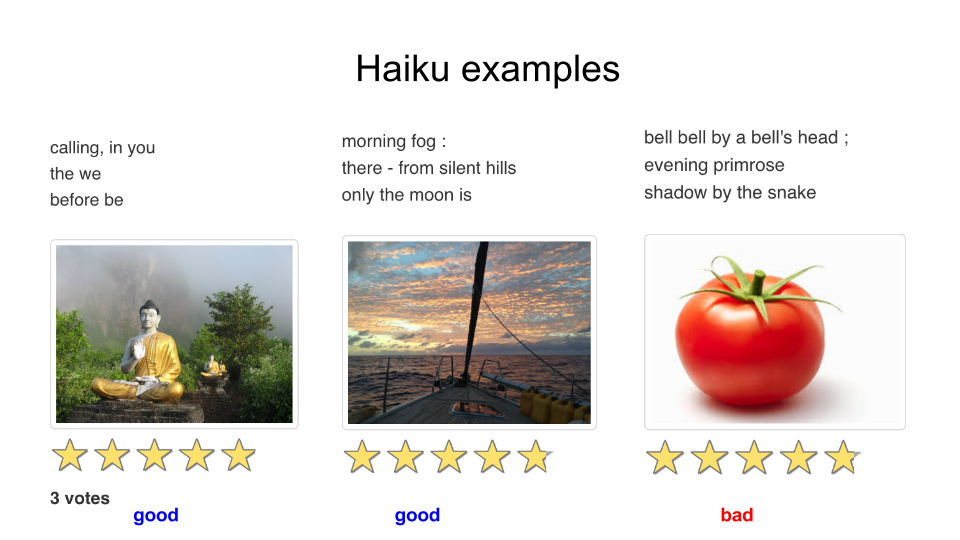 Haiku examples
calling, in you
the we
before be
morning fog :
there - from silent hills
only the moon is
bell bell by a bell's head ;
evening primrose
shadow by the snake
3 votes
good
good
bad